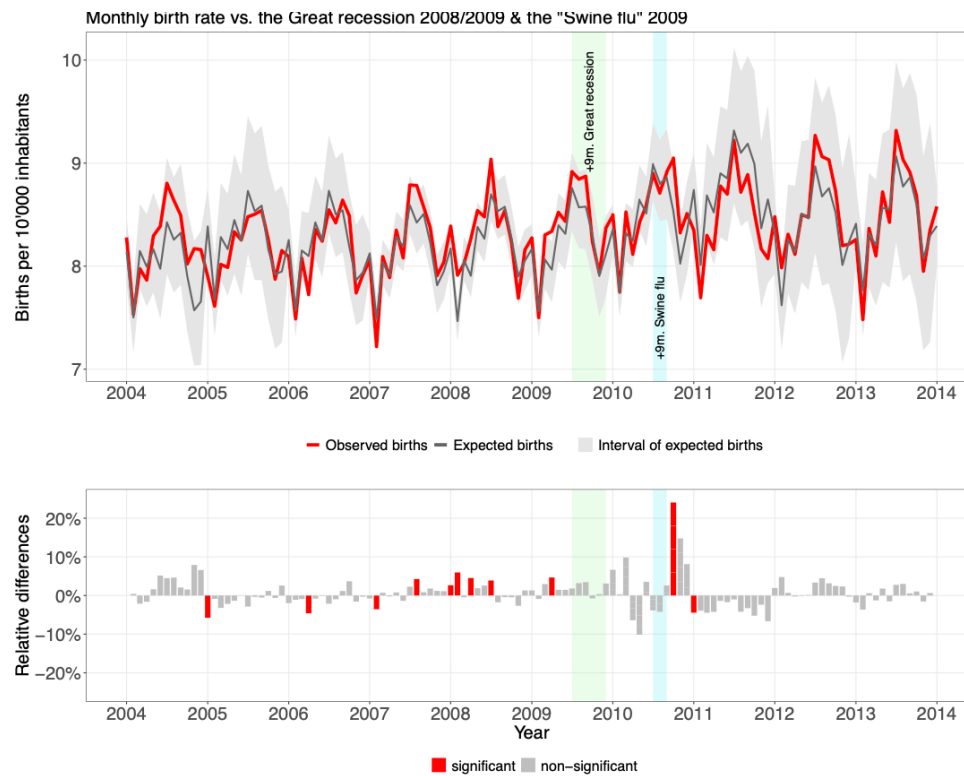 Monthly birth rate vs. the Great recession 2008/2009 & the "Swine flu" 2009
Births per 10'000 inhabitants
10
9
8
7
+9m. Great recession
+9m. Swine flu
2004 2005 2006 2007 2008 2009 2010 2011 2012 2013 2014
Observed births Expected births Interval of expected births
Relatitve differences
20%
10%
0%
−10%
−20%
2004 2005 2006 2007 2008 2009 2010 2011 2012 2013 2014
Year
significant non−significant